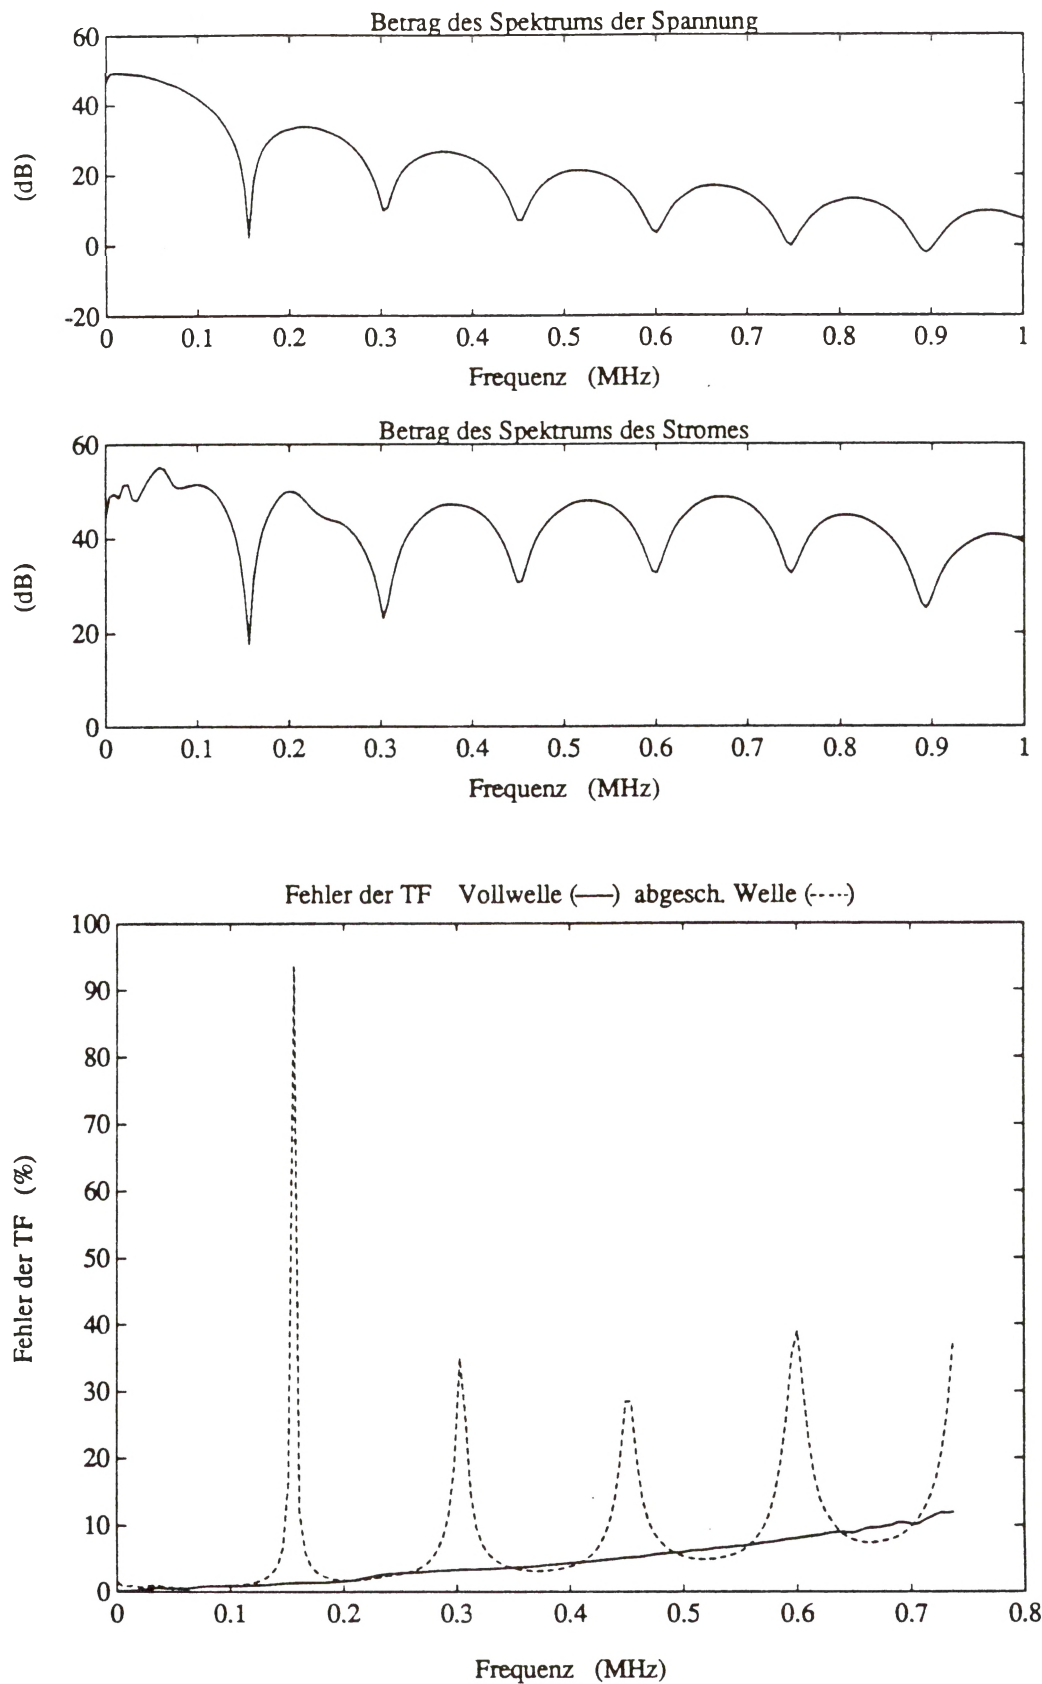 Betrag des Spektrums der Spannung
60
40
20
0
-20
(dB)
0 0.1 0.2 0.3 0.4 0.5 0.6 0.7 0.8 0.9 1
Frequenz (MHz)
Betrag des Spektrums des Stromes
60
40
20
0
(dB)
0 0.1 0.2 0.3 0.4 0.5 0.6 0.7 0.8 0.9 1
Frequenz (MHz)
Fehler der TF Vollwelle (——) abgesch. Welle (-----)
100
90
80
70
60
50
40
30
20
10
0
Fehler der TF (%)
0 0.1 0.2 0.3 0.4 0.5 0.6 0.7 0.8
Frequenz (MHz)